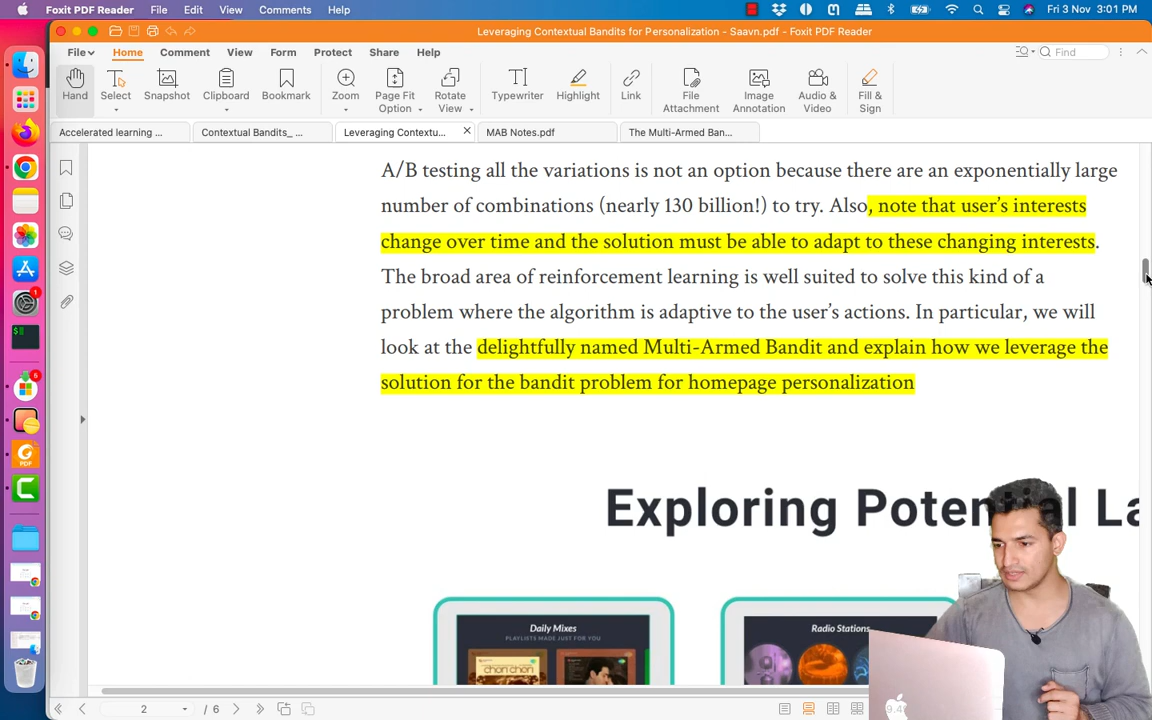 Foxit PDF Reader File Edit View Comments Help Fri 3 Nov 3:01 PM
Leveraging Contextual Bandits for Personalization - Saavn.pdf - Foxit PDF Reader
File Home Comment View Form Protect Share Help Find
Hand Select Snapshot Clipboard Bookmark Zoom Page Fit Option Rotate View Typewriter Highlight Link File Attachment Image Annotation Audio & Video Fill & Sign
Accelerated learning ... Contextual Bandits_ ... Leveraging Contextu... MAB Notes.pdf The Multi-Armed Ban...
A/B testing all the variations is not an option because there are an exponentially large
number of combinations (nearly 130 billion!) to try. Also, note that user's interests
change over time and the solution must be able to adapt to these changing interests.
The broad area of reinforcement learning is well suited to solve this kind of a
problem where the algorithm is adaptive to the user's actions. In particular, we will
look at the delightfully named Multi-Armed Bandit and explain how we leverage the
solution for the bandit problem for homepage personalization
Exploring Potential La
Daily Mixes
PLAYLISTS MADE JUST FOR YOU
Radio Stations
2 / 6